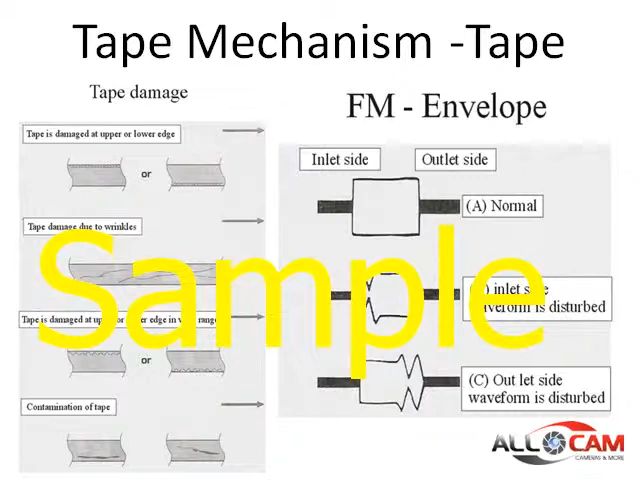 Tape Mechanism -Tape
Tape damage
Tape is damaged at upper or lower edge
or
Tape damage due to wrinkles
Tape is damaged at upper or lower edge in wide range
or
Contamination of tape
FM - Envelope
Inlet side
Outlet side
(A) Normal
(B) inlet side
waveform is disturbed
(C) Out let side
waveform is disturbed
Sample
ALLOCAM
CAMERAS & MORE